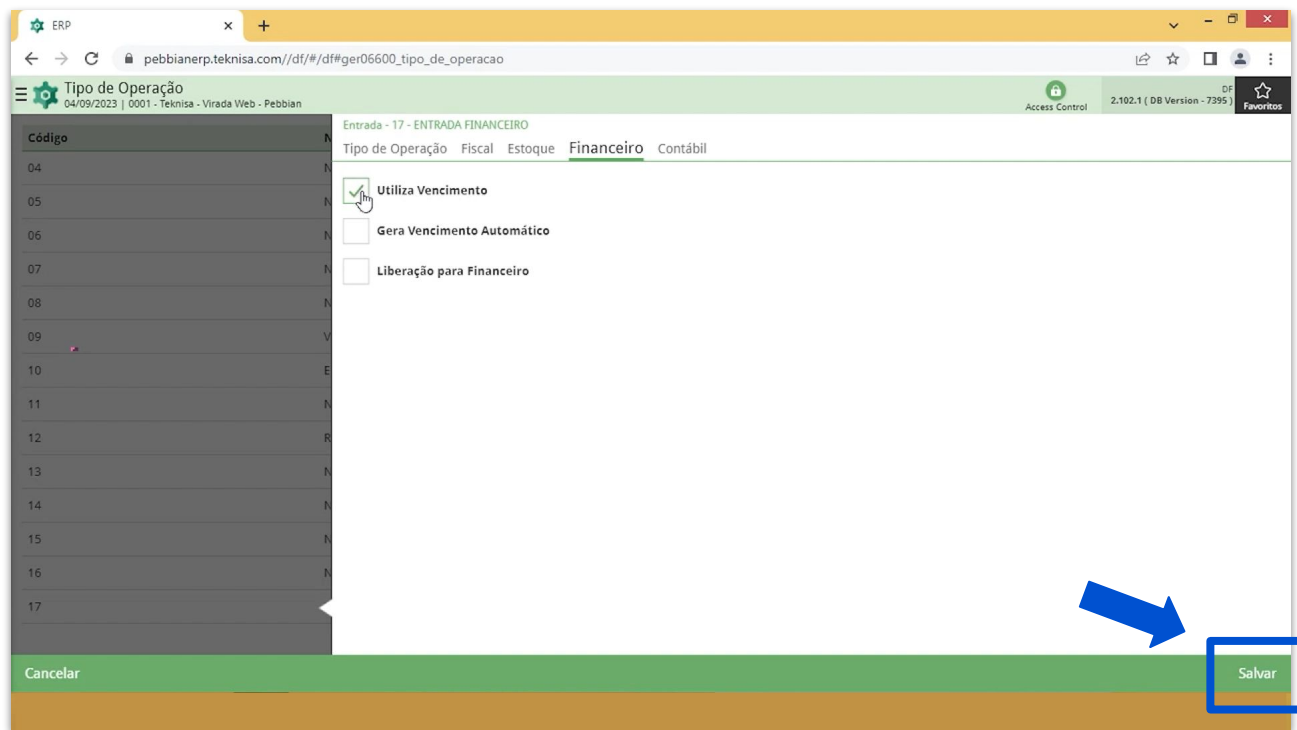 ERP
pebbianerp.teknisa.com//df/#/df#ger06600_tipo_de_operacao
Tipo de Operação
04/09/2023 | 0001 - Teknisa - Virada Web - Pebbian
Access Control
DF
2.102.1 ( DB Version - 7395 )
Favoritos
Código
N
04 N
05 N
06 N
07 N
08 N
09 V
10 E
11 N
12 R
13 N
14 N
15 N
16 N
17
Entrada - 17 - ENTRADA FINANCEIRO
Tipo de Operação Fiscal Estoque Financeiro Contábil
Utiliza Vencimento
Gera Vencimento Automático
Liberação para Financeiro
Cancelar
Salvar